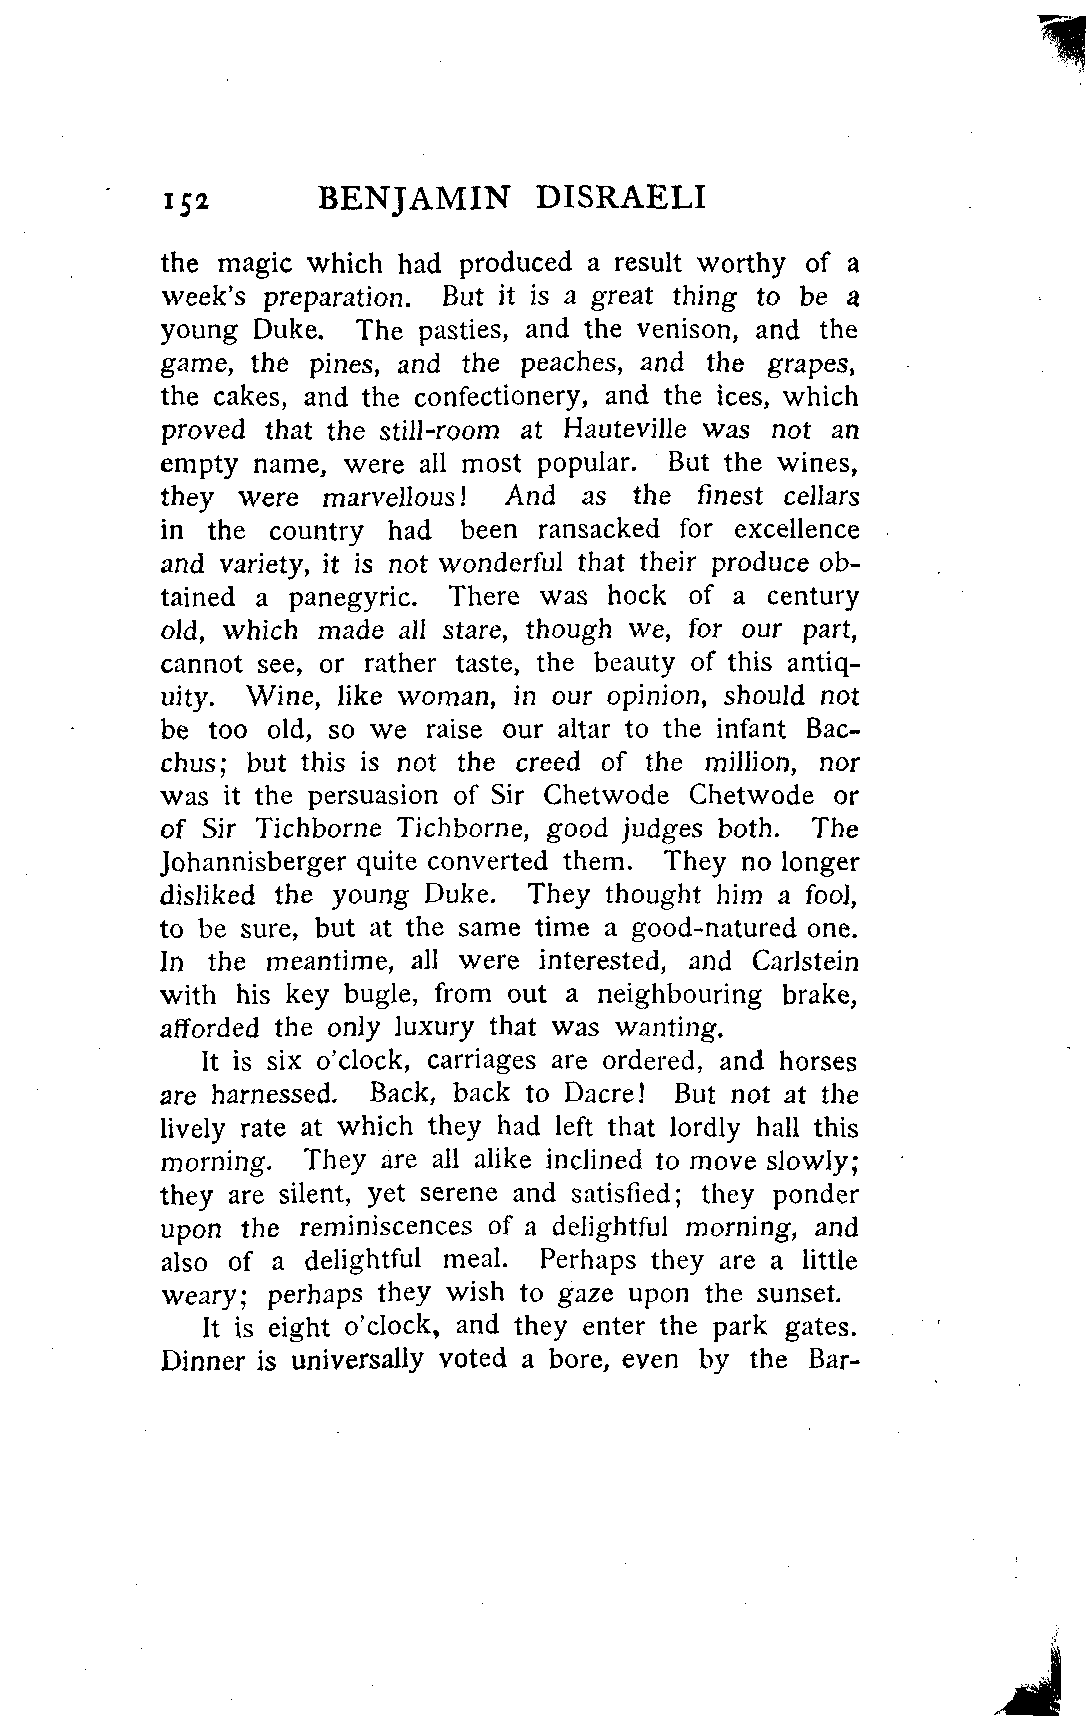 152 BENJAMIN DISRAELI
the magic which had produced a result worthy of a
week's preparation. But it is a great thing to be a
young Duke. The pasties, and the venison, and the
game, the pines, and the peaches, and the grapes,
the cakes, and the confectionery, and the ices, which
proved that the still-room at Hauteville was not an
empty name, were all most popular. But the wines,
they were marvellous! And as the finest cellars
in the country had been ransacked for excellence
and variety, it is not wonderful that their produce ob-
tained a panegyric. There was hock of a century
old, which made all stare, though we, for our part,
cannot see, or rather taste, the beauty of this antiq-
uity. Wine, like woman, in our opinion, should not
be too old, so we raise our altar to the infant Bac-
chus; but this is not the creed of the million, nor
was it the persuasion of Sir Chetwode Chetwode or
of Sir Tichborne Tichborne, good judges both. The
Johannisberger quite converted them. They no longer
disliked the young Duke. They thought him a fool,
to be sure, but at the same time a good-natured one.
In the meantime, all were interested, and Carlstein
with his key bugle, from out a neighbouring brake,
afforded the only luxury that was wanting.
It is six o'clock, carriages are ordered, and horses
are harnessed. Back, back to Dacre! But not at the
lively rate at which they had left that lordly hall this
morning. They are all alike inclined to move slowly;
they are silent, yet serene and satisfied; they ponder
upon the reminiscences of a delightful morning, and
also of a delightful meal. Perhaps they are a little
weary; perhaps they wish to gaze upon the sunset.
It is eight o'clock, and they enter the park gates.
Dinner is universally voted a bore, even by the Bar-